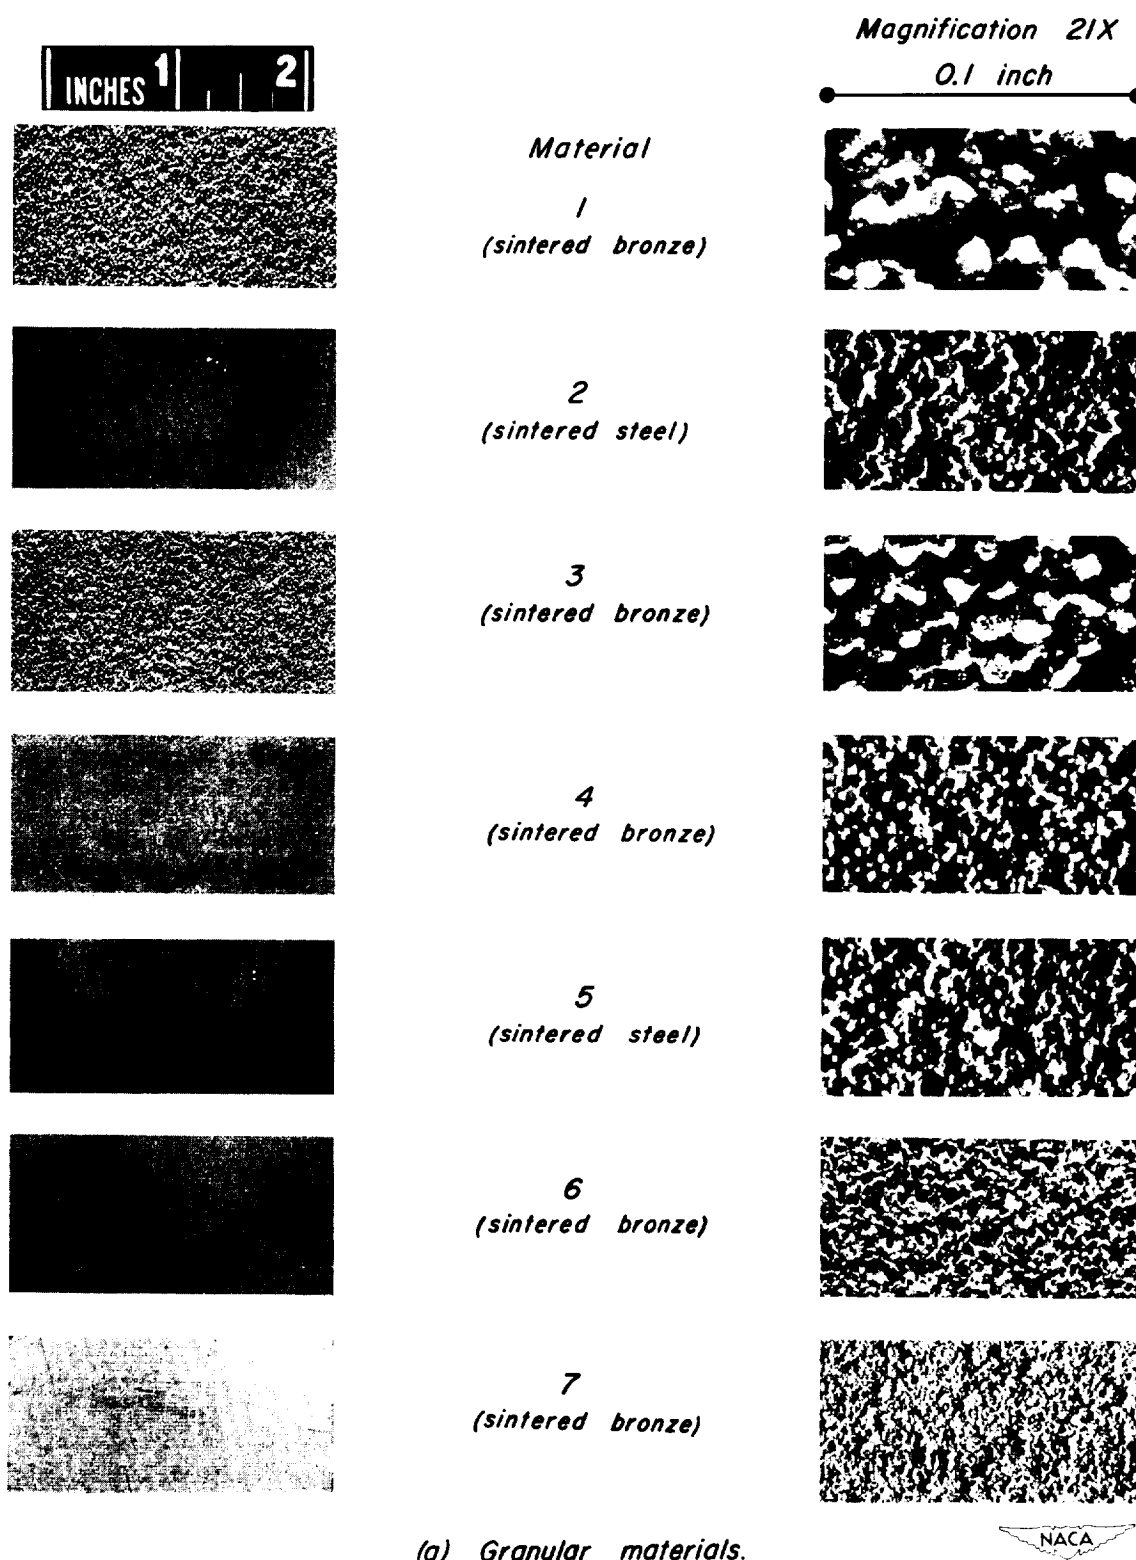 Magnification 21X
0.1 inch
INCHES 1 2
Material
1
(sintered bronze)
2
(sintered steel)
3
(sintered bronze)
4
(sintered bronze)
5
(sintered steel)
6
(sintered bronze)
7
(sintered bronze)
(a) Granular materials.
NACA